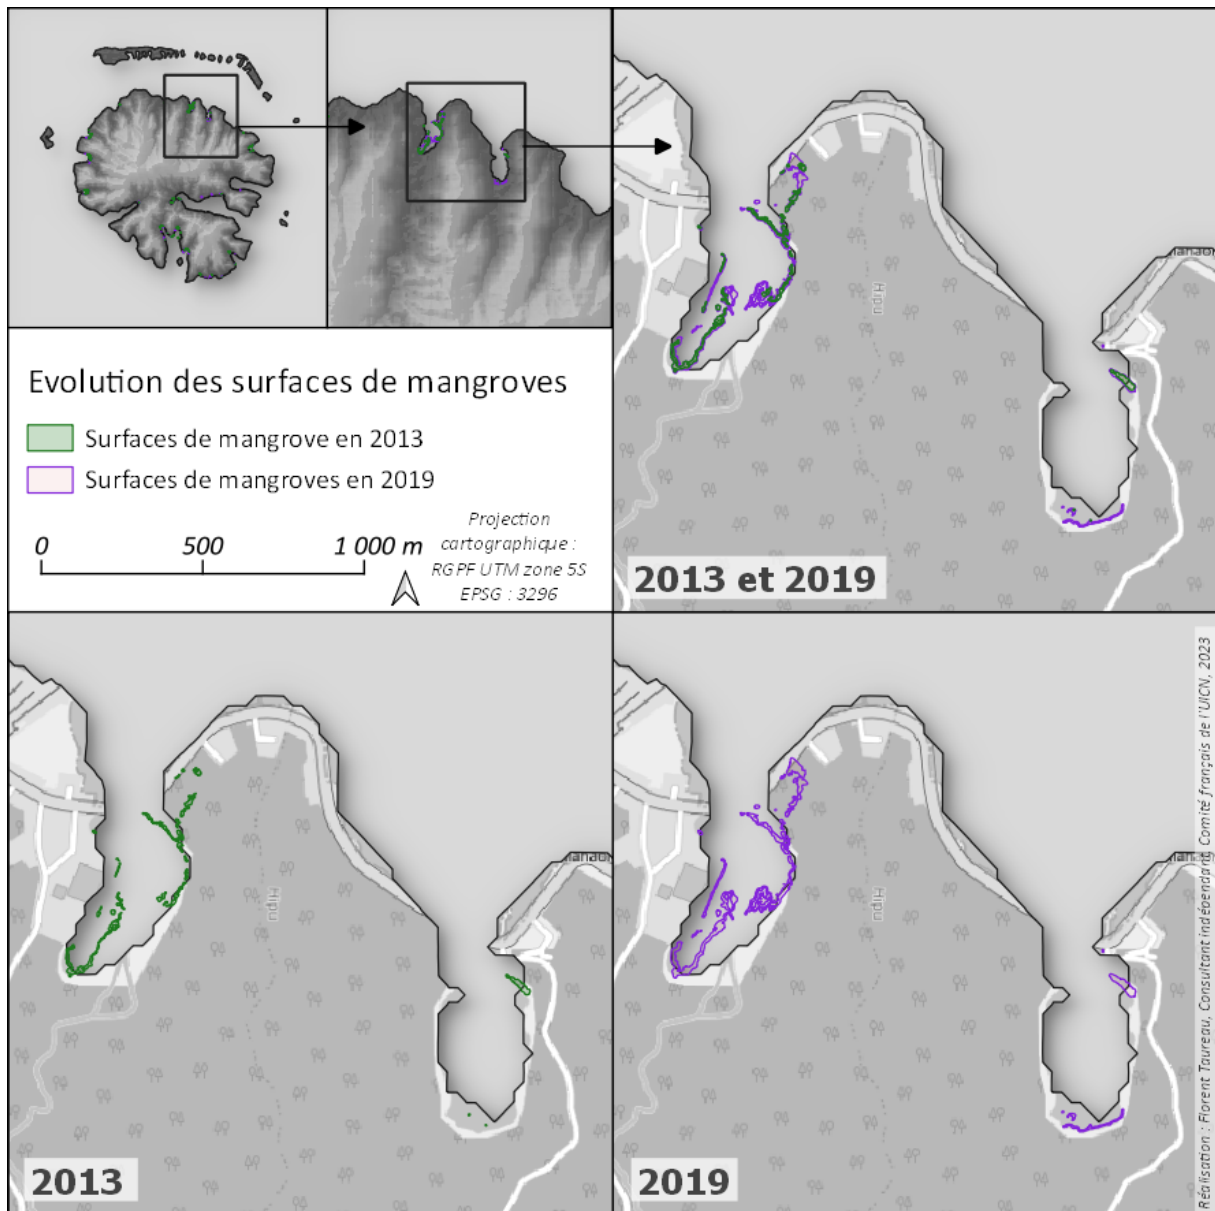 Hipu
2013 et 2019
Evolution des surfaces de mangroves
Surfaces de mangrove en 2013
Surfaces de mangroves en 2019
0 500 1 000 m
Projection
cartographique :
RGPF UTM zone 5S
EPSG : 3296
Hipu
2013
Hipu
2019
Réalisation : Florent Taureau, Consultant indépendant, Comité français de l'UICN, 2023